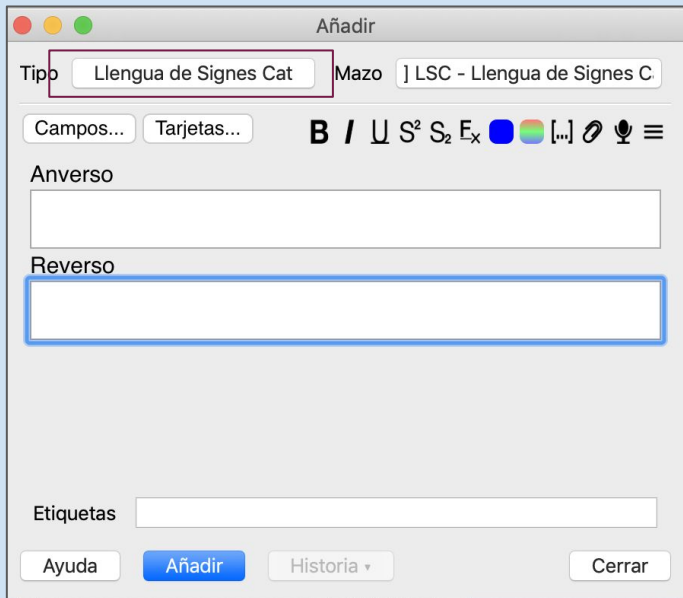 Añadir
Tipo Llengua de Signes Cat Mazo ] LSC - Llengua de Signes C
Campos... Tarjetas... B I U S² S₂ Ex [...]
Anverso
Reverso
Etiquetas
Ayuda Añadir Historia Cerrar